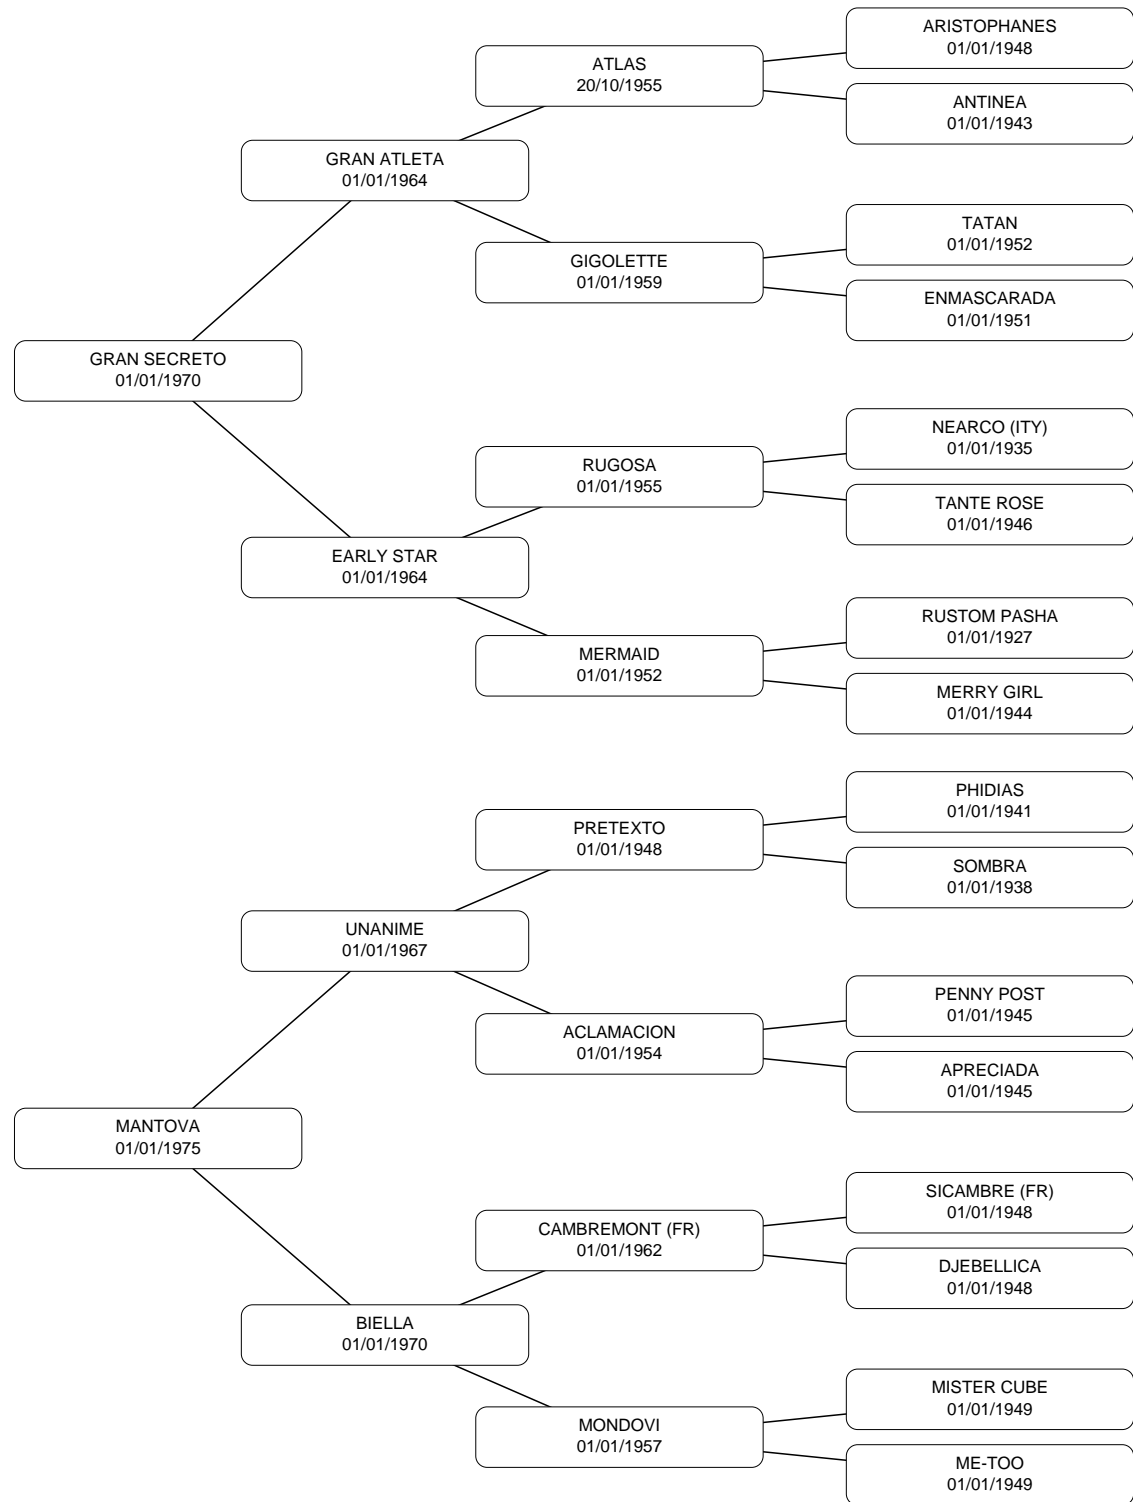 ARISTOPHANES
01/01/1948
ATLAS
20/10/1955
ANTINEA
01/01/1943
GRAN ATLETA
01/01/1964
TATAN
01/01/1952
GIGOLETTE
01/01/1959
ENMASCARADA
01/01/1951
GRAN SECRETO
01/01/1970
NEARCO (ITY)
01/01/1935
RUGOSA
01/01/1955
TANTE ROSE
01/01/1946
EARLY STAR
01/01/1964
RUSTOM PASHA
01/01/1927
MERMAID
01/01/1952
MERRY GIRL
01/01/1944
PHIDIAS
01/01/1941
PRETEXTO
01/01/1948
SOMBRA
01/01/1938
UNANIME
01/01/1967
PENNY POST
01/01/1945
ACLAMACION
01/01/1954
APRECIADA
01/01/1945
MANTOVA
01/01/1975
SICAMBRE (FR)
01/01/1948
CAMBREMONT (FR)
01/01/1962
DJEBELLICA
01/01/1948
BIELLA
01/01/1970
MISTER CUBE
01/01/1949
MONDOVI
01/01/1957
ME-TOO
01/01/1949